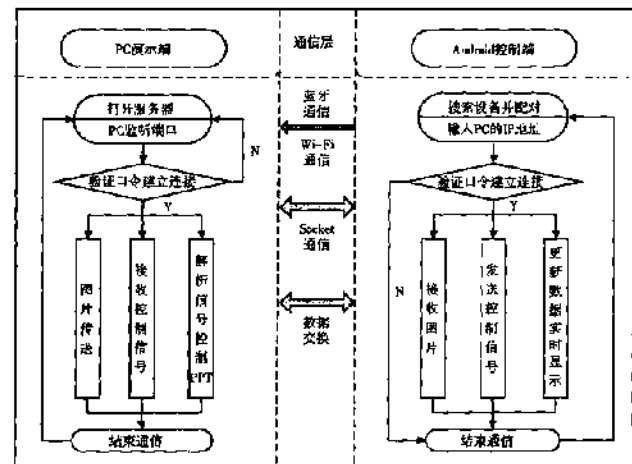 PC演示端
通信层
Android控制端
打开服务器
PC监听端口
N
验证口令建立连接
Y
图片传送
接收控制信号
解析信号控制PPT
结束通信
蓝牙
通信
Wi-Fi
通信
Socket
通信
数据
交换
搜索设备并配对
输入PC的IP地址
验证口令建立连接
Y
N
接收图片
发送控制信号
更新数据实时显示
结束通信